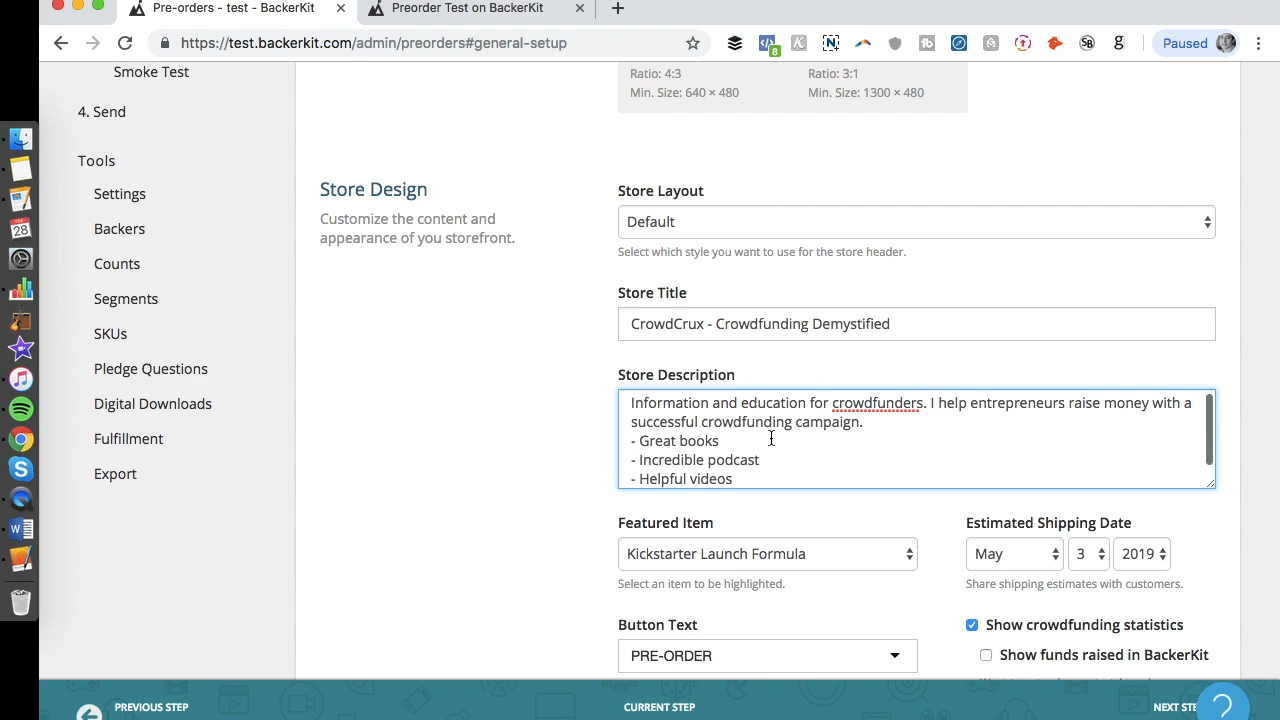 Pre-orders - test - BackerKit
Preorder Test on BackerKit
https://test.backerkit.com/admin/preorders#general-setup
8
Paused
Smoke Test
4. Send
Tools
Settings
Backers
Counts
Segments
SKUs
Pledge Questions
Digital Downloads
Fulfillment
Export
Ratio: 4:3
Min. Size: 640 × 480
Ratio: 3:1
Min. Size: 1300 × 480
Store Design
Customize the content and
appearance of you storefront.
Store Layout
Default
Select which style you want to use for the store header.
Store Title
CrowdCrux - Crowdfunding Demystified
Store Description
Information and education for crowdfunders. I help entrepreneurs raise money with a
successful crowdfunding campaign.
- Great books
- Incredible podcast
- Helpful videos
Featured Item
Kickstarter Launch Formula
Select an item to be highlighted.
Estimated Shipping Date
May 3 2019
Share shipping estimates with customers.
Button Text
PRE-ORDER
Show crowdfunding statistics
Show funds raised in BackerKit
PREVIOUS STEP
CURRENT STEP
NEXT STE
?